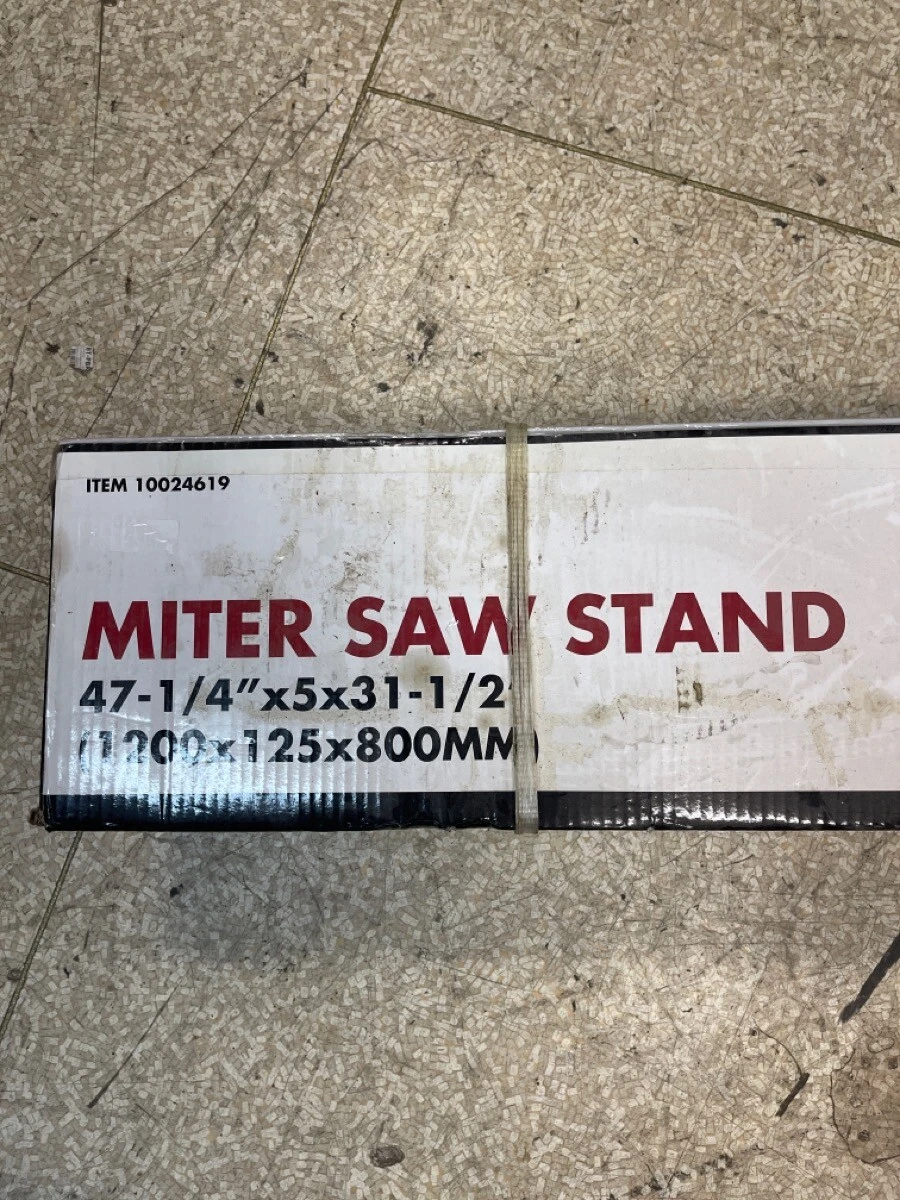 ITEM 10024619
MITER SAW STAND
47-1/4"x5x31-1/2"
(1200x125x800MM)